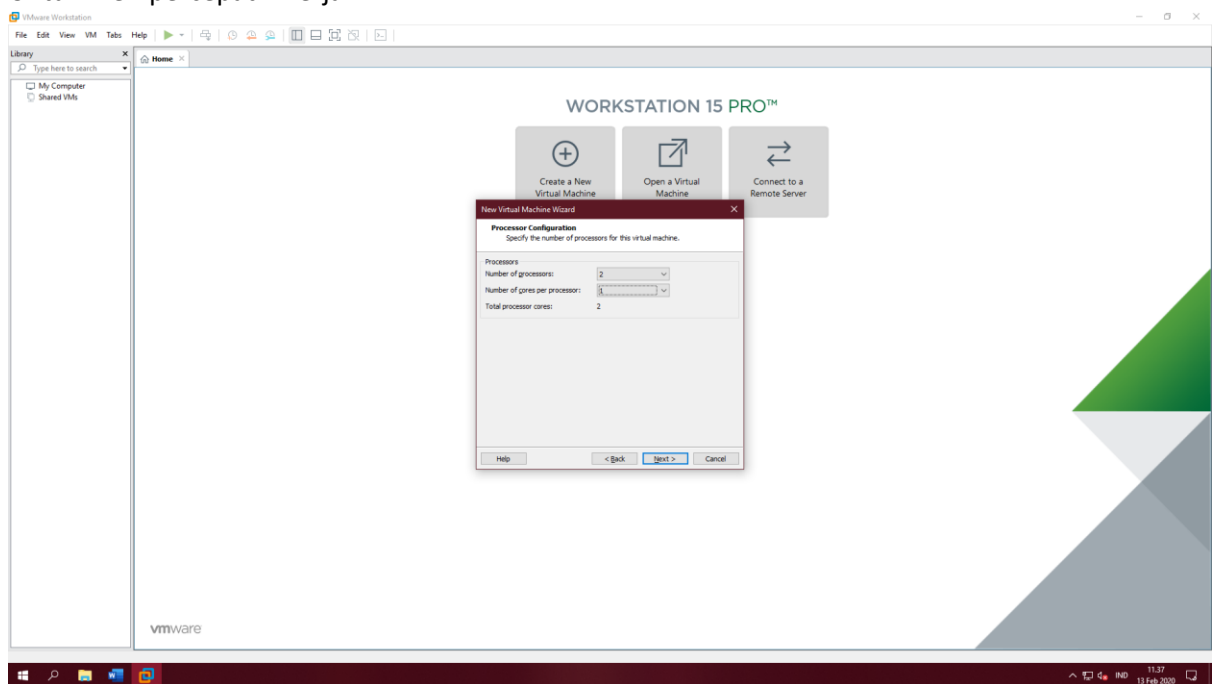 VMware Workstation
File Edit View VM Tabs Help
Library
Type here to search
My Computer
Shared VMs
Home
WORKSTATION 15 PRO™
Create a New
Virtual Machine
Open a Virtual
Machine
Connect to a
Remote Server
New Virtual Machine Wizard
Processor Configuration
Specify the number of processors for this virtual machine.
Processors
Number of processors: 2
Number of cores per processor: 1
Total processor cores: 2
Help < Back Next > Cancel
vmware
IND 11.37
13 Feb 2020